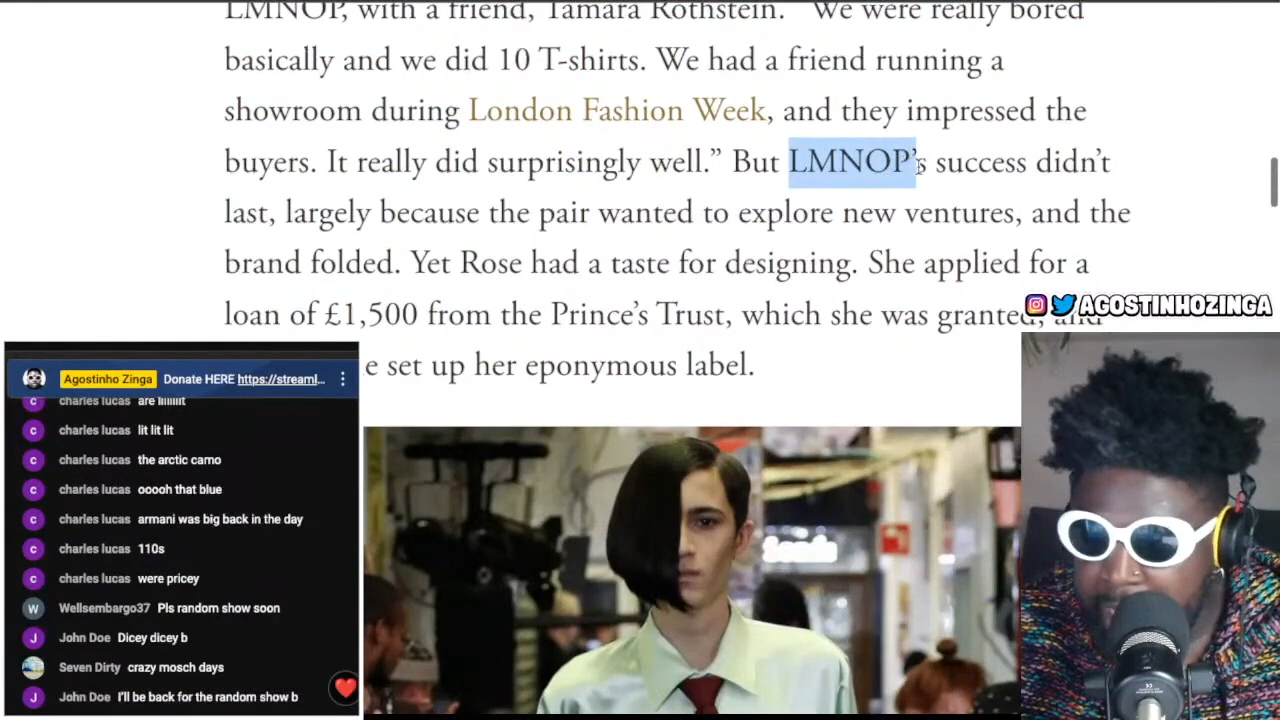 LMNOP, with a friend, Tamara Rothstein. “We were really bored
basically and we did 10 T-shirts. We had a friend running a
showroom during London Fashion Week, and they impressed the
buyers. It really did surprisingly well.” But LMNOP’s success didn’t
last, largely because the pair wanted to explore new ventures, and the
brand folded. Yet Rose had a taste for designing. She applied for a
loan of £1,500 from the Prince’s Trust, which she was granted, and
e set up her eponymous label.
AGOSTINHOZINGA
Agostinho Zinga Donate HERE https://streaml...
c charles lucas are liiiiiit
c charles lucas lit lit lit
c charles lucas the arctic camo
c charles lucas ooooh that blue
c charles lucas armani was big back in the day
c charles lucas 110s
c charles lucas were pricey
W Wellsembargo37 Pls random show soon
J John Doe Dicey dicey b
Seven Dirty crazy mosch days
J John Doe I’ll be back for the random show b